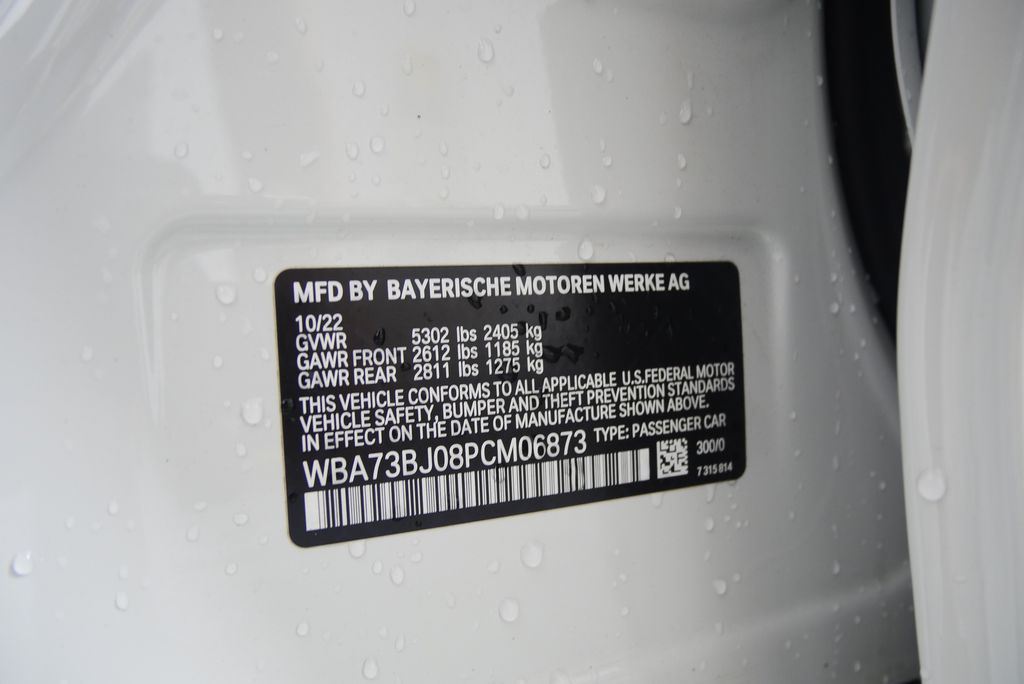 MFD BY BAYERISCHE MOTOREN WERKE AG
10/22
GVWR 5302 lbs 2405 kg
GAWR FRONT 2612 lbs 1185 kg
GAWR REAR 2811 lbs 1275 kg
THIS VEHICLE CONFORMS TO ALL APPLICABLE U.S.FEDERAL MOTOR
VEHICLE SAFETY, BUMPER AND THEFT PREVENTION STANDARDS
IN EFFECT ON THE DATE OF MANUFACTURE SHOWN ABOVE.
WBA73BJ08PCM06873 TYPE: PASSENGER CAR
300/0
7 315 814